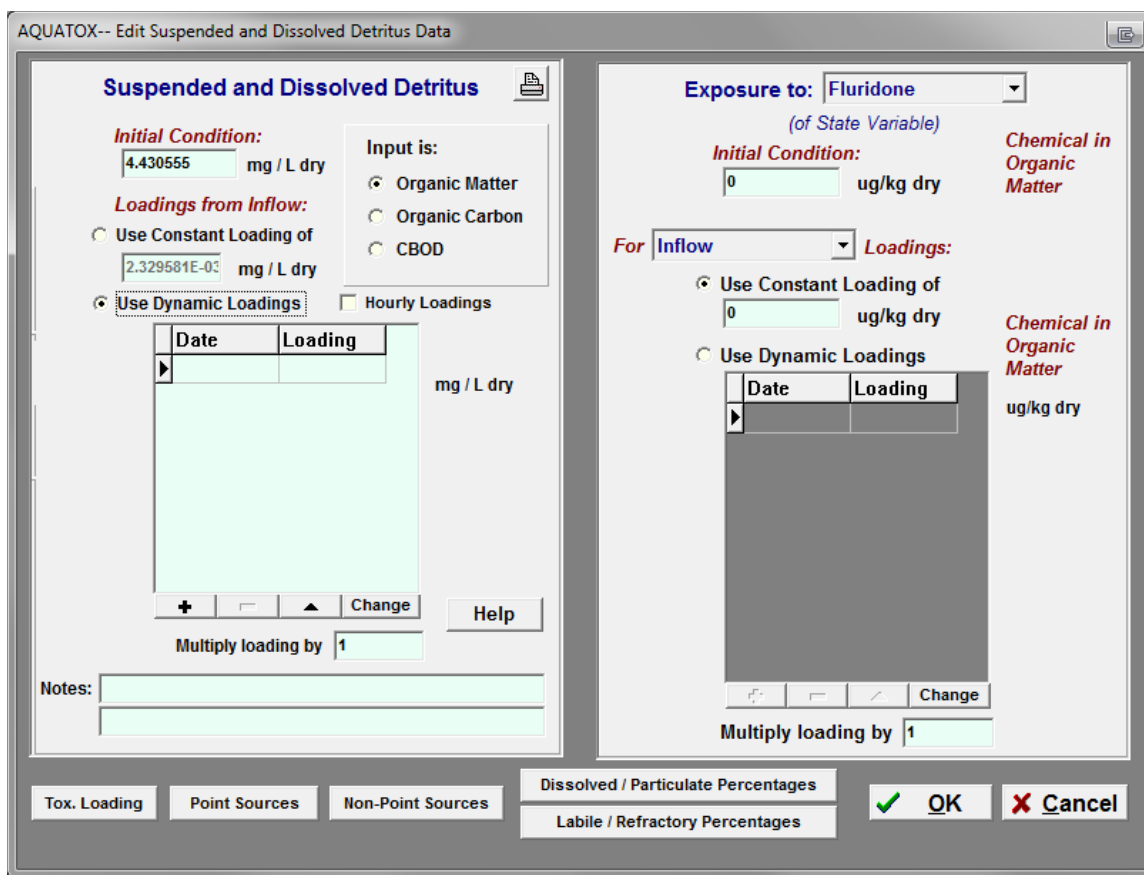 AQUATOX-- Edit Suspended and Dissolved Detritus Data
Suspended and Dissolved Detritus
Initial Condition:
4.430555 mg / L dry
Input is:
Organic Matter
Organic Carbon
CBOD
Loadings from Inflow:
Use Constant Loading of
2.329581E-03 mg / L dry
Use Dynamic Loadings
Hourly Loadings
Date Loading
mg / L dry
Change
Help
Multiply loading by 1
Notes:
Exposure to: Fluridone
(of State Variable)
Initial Condition:
0 ug/kg dry
Chemical in
Organic
Matter
For Inflow Loadings:
Use Constant Loading of
0 ug/kg dry
Chemical in
Organic
Matter
Use Dynamic Loadings
Date Loading
ug/kg dry
Change
Multiply loading by 1
Tox. Loading
Point Sources
Non-Point Sources
Dissolved / Particulate Percentages
Labile / Refractory Percentages
OK
Cancel